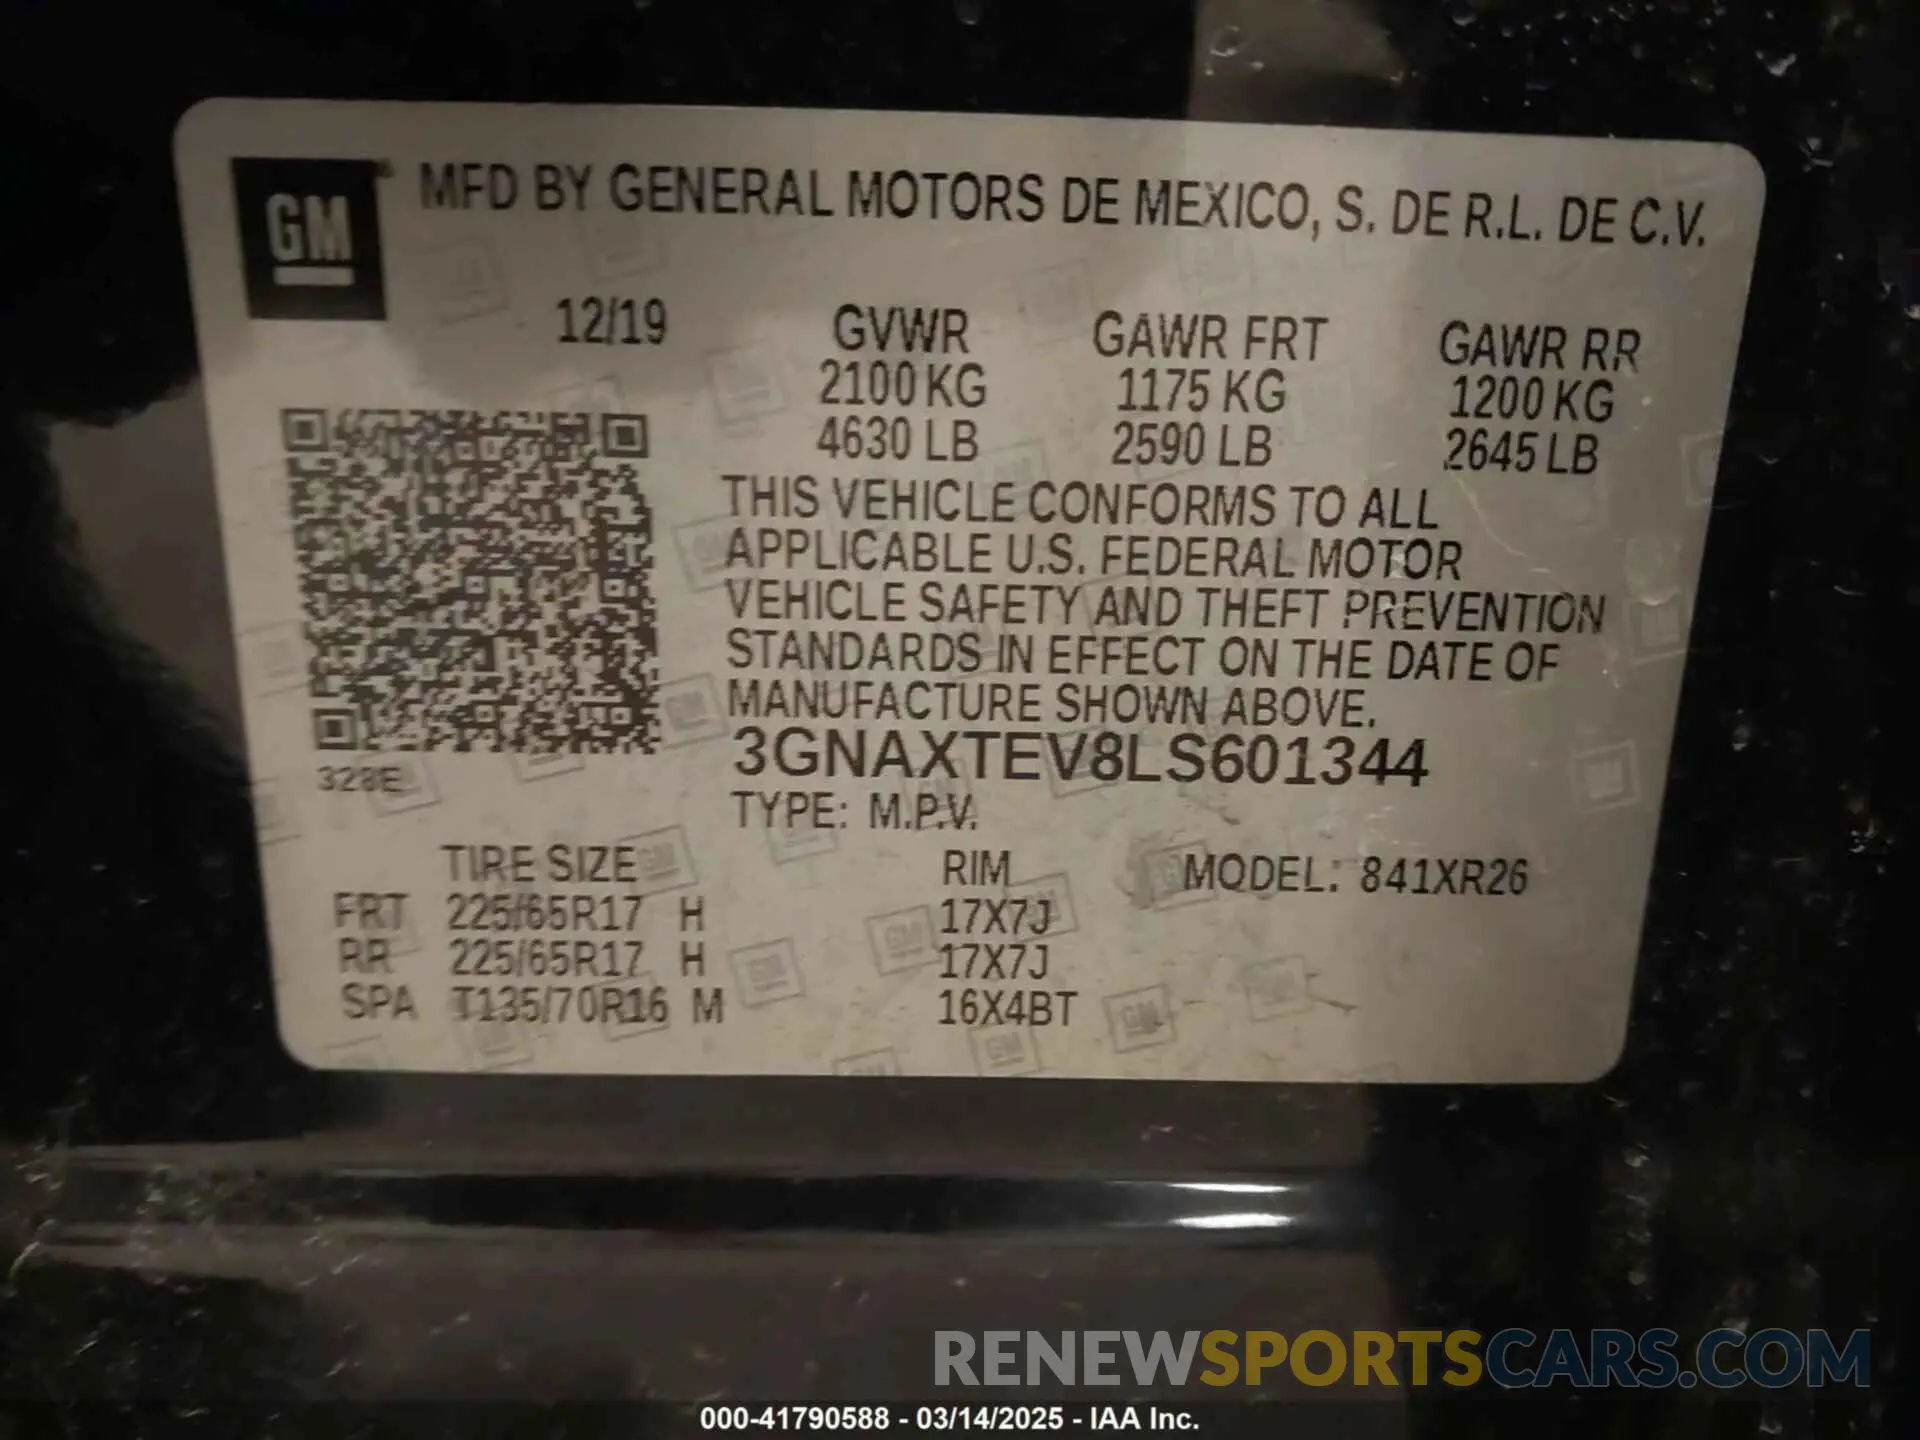 GM
MFD BY GENERAL MOTORS DE MEXICO, S. DE R.L. DE C.V.
12/19 GVWR GAWR FRT GAWR RR
2100 KG 1175 KG 1200 KG
4630 LB 2590 LB 2645 LB
THIS VEHICLE CONFORMS TO ALL
APPLICABLE U.S. FEDERAL MOTOR
VEHICLE SAFETY AND THEFT PREVENTION
STANDARDS IN EFFECT ON THE DATE OF
MANUFACTURE SHOWN ABOVE.
3GNAXTEV8LS601344
328E
TYPE: M.P.V.
TIRE SIZE RIM MODEL: 841XR26
FRT 225/65R17 H 17X7J
RR 225/65R17 H 17X7J
SPA T135/70R16 M 16X4BT
RENEWSPORTSCARS.COM
000-41790588 - 03/14/2025 - IAA Inc.